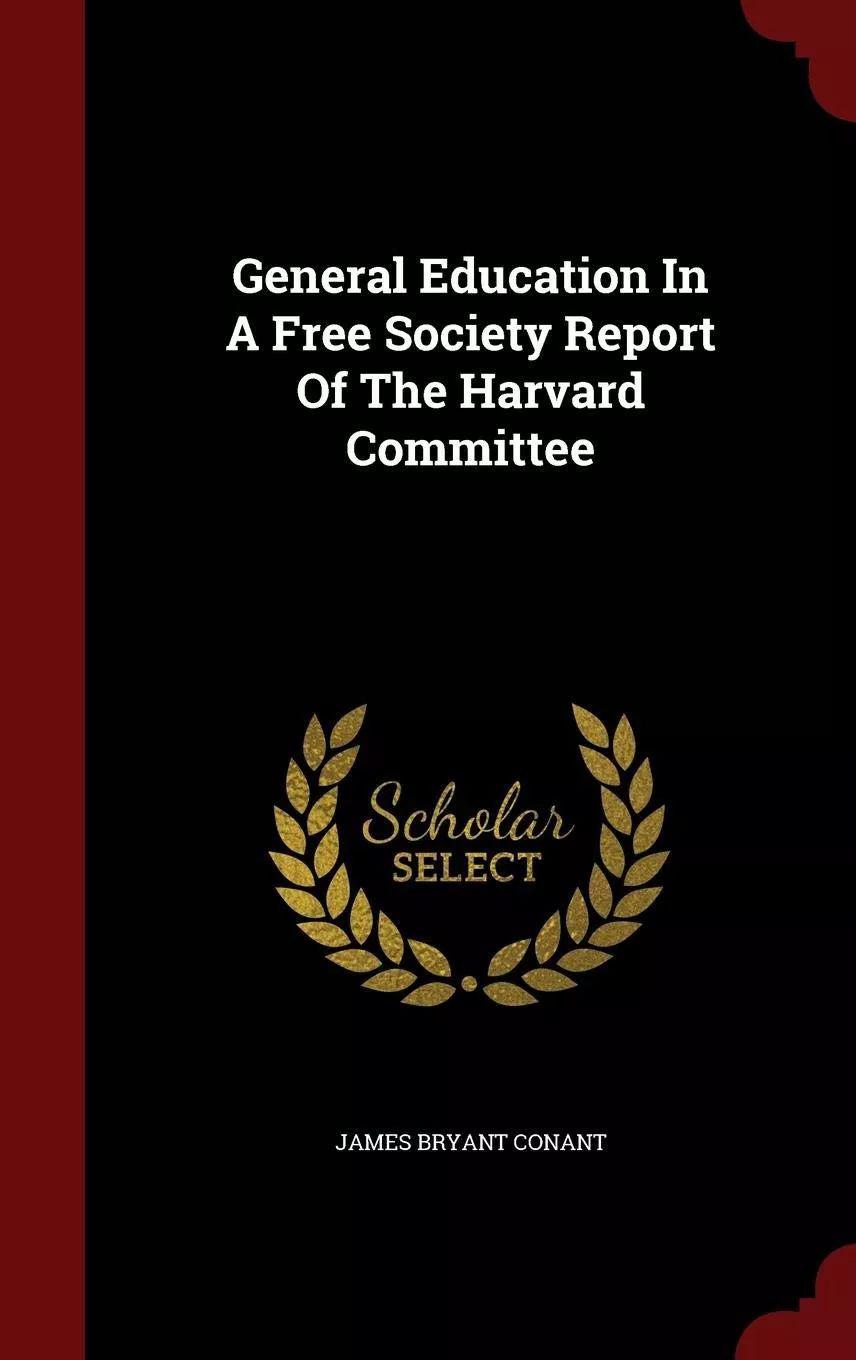 General Education In
A Free Society Report
Of The Harvard
Committee
Scholar
SELECT
JAMES BRYANT CONANT